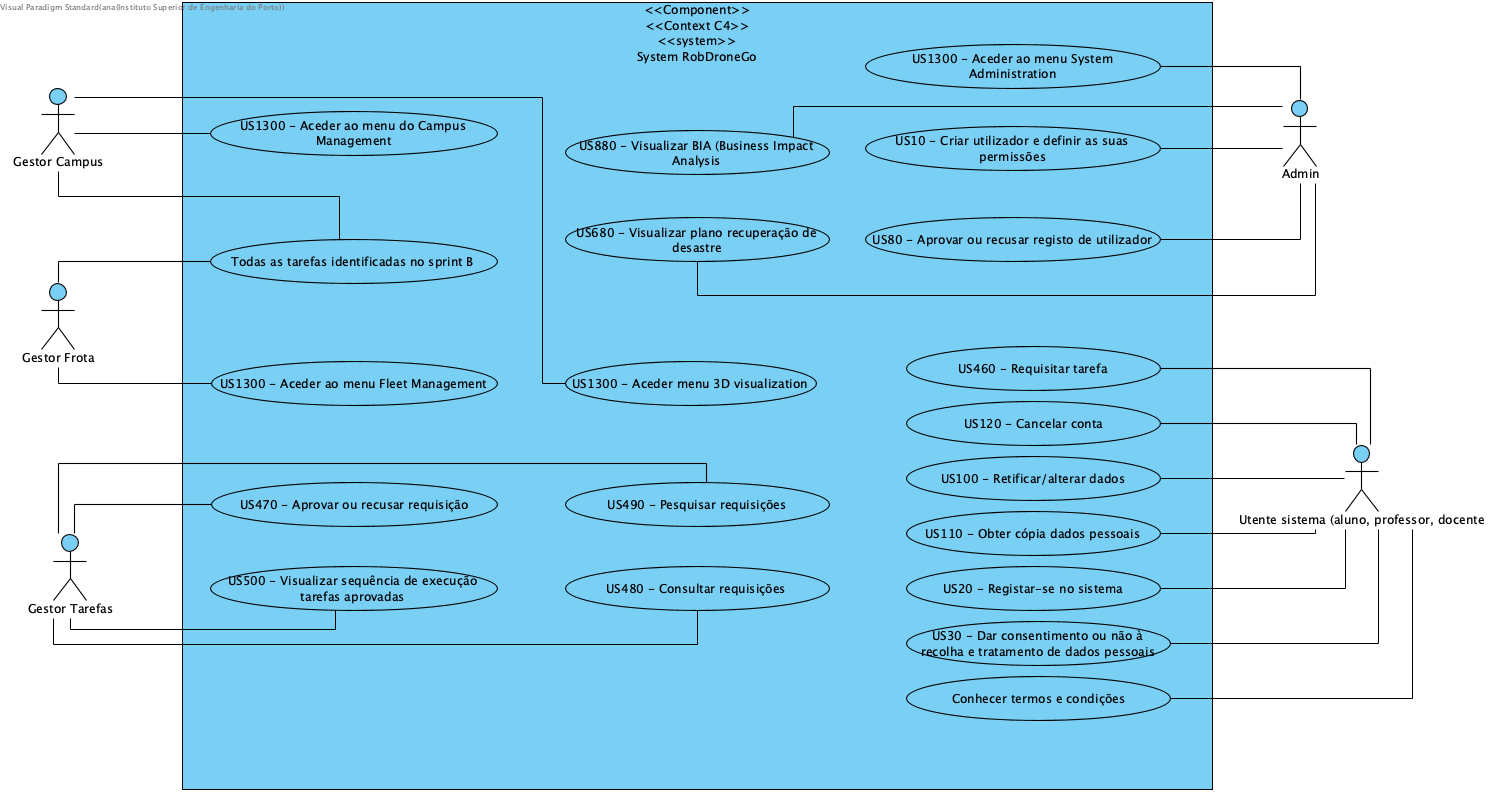 Visual Paradigm Standard(ana(Instituto Superior de Engenharia do Porto))
<<Component>>
<<Context C4>>
<<system>>
System RobDroneGo
US1300 - Aceder ao menu System
Administration
US1300 - Aceder ao menu do Campus
Management
Gestor Campus
US880 - Visualizar BIA (Business Impact
Analysis
US10 - Criar utilizador e definir as suas
permissões
Admin
US680 - Visualizar plano recuperação de
desastre
US80 - Aprovar ou recusar registo de utilizador
Todas as tarefas identificadas no sprint B
Gestor Frota
US1300 - Aceder ao menu Fleet Management
US1300 - Aceder menu 3D visualization
US460 - Requisitar tarefa
US120 - Cancelar conta
US100 - Retificar/alterar dados
Utente sistema (aluno, professor, docente
US110 - Obter cópia dados pessoais
US20 - Registar-se no sistema
US30 - Dar consentimento ou não à
recolha e tratamento de dados pessoais
Conhecer termos e condições
US470 - Aprovar ou recusar requisição
US490 - Pesquisar requisições
Gestor Tarefas
US500 - Visualizar sequência de execução
tarefas aprovadas
US480 - Consultar requisições